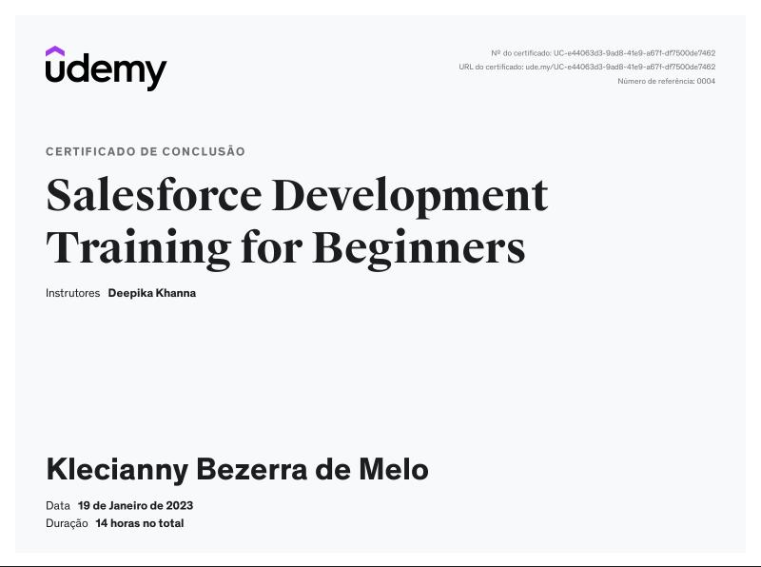 udemy
Nº do certificado: UC-e44063d3-9ad8-41e9-a67f-df7500de7462
URL do certificado: ude.my/UC-e44063d3-9ad8-41e9-a67f-df7500de7462
Número de referência: 0004
CERTIFICADO DE CONCLUSÃO
Salesforce Development
Training for Beginners
Instrutores Deepika Khanna
Klecianny Bezerra de Melo
Data 19 de Janeiro de 2023
Duração 14 horas no total